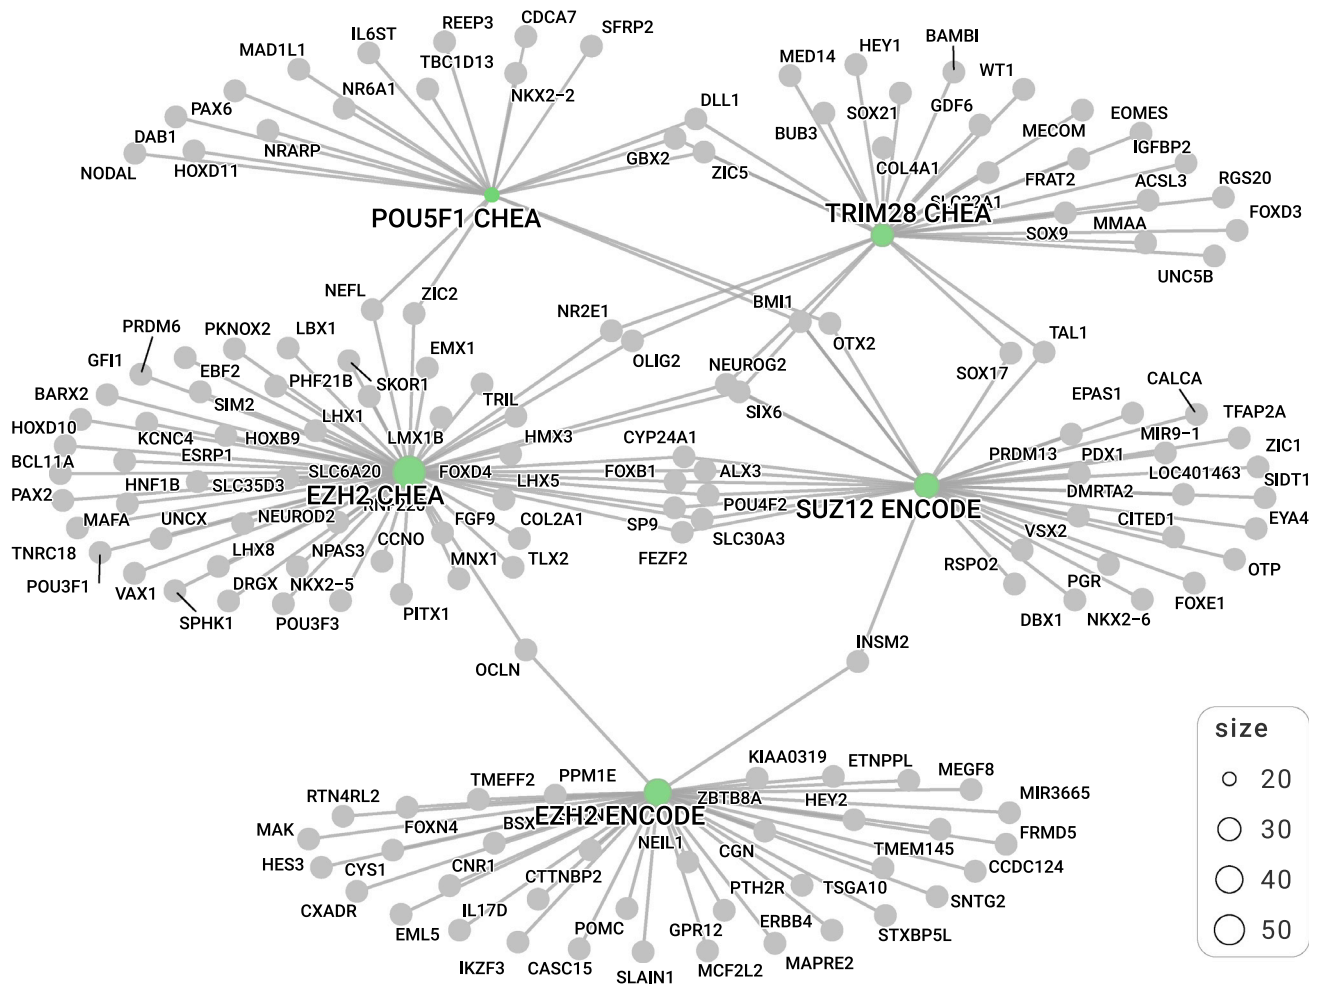 CDCA7
REEP3
SFRP2
IL6ST
MAD1L1
TBC1D13
NR6A1
NKX2-2
PAX6
DAB1
NRARP
NODAL
HOXD11
POU5F1 CHEA
BAMBI
HEY1
MED14
WT1
DLL1
SOX21
GDF6
EOMES
BUB3
MECOM
IGFBP2
GBX2
ZIC5
COL4A1
FRAT2
ACSL3
RGS20
SLC22A1
TRIM28 CHEA
MMAA
FOXD3
SOX9
UNC5B
NEFL
ZIC2
NR2E1
BMI1
OTX2
TAL1
OLIG2
NEUROG2
SOX17
SIX6
PRDM6
PKNOX2
LBX1
EMX1
GFI1
EBF2
PHF21B
SKOR1
BARX2
SIM2
TRIL
LHX1
HOXD10
KCNC4
HOXB9
LMX1B
HMX3
CYP24A1
ESRP1
BCL11A
SLC6A20
FOXD4
FOXB1
ALX3
HNF1B
SLC35D3
LHX5
PAX2
EZH2 CHEA
POU4F2
MAFA
UNCX
NEUROD2
FGF9
COL2A1
SP9
SLC30A3
TNRC18
LHX8
NPAS3
CCNO
MNX1
TLX2
FEZF2
POU3F1
VAX1
DRGX
NKX2-5
SPHK1
POU3F3
PITX1
EPAS1
CALCA
TFAP2A
MIR9-1
ZIC1
PRDM13
PDX1
LOC401463
SIDT1
DMRTA2
SUZ12 ENCODE
CITED1
EYA4
VSX2
RSPO2
OTP
PGR
FOXE1
DBX1
NKX2-6
INSM2
OCLN
KIAA0319
ETNPPL
MEGF8
TMEFF2
PPM1E
RTN4RL2
ZBTB8A
HEY2
MIR3665
EZH2 ENCODE
MAK
FOXN4
BSX
FRMD5
NEIL1
CGN
TMEM145
HES3
CYS1
CNR1
CCDC124
CTTNBP2
PTH2R
TSGA10
SNTG2
CXADR
IL17D
ERBB4
EML5
POMC
GPR12
STXBP5L
IKZF3
CASC15
SLAIN1
MCF2L2
MAPRE2
size
20
30
40
50